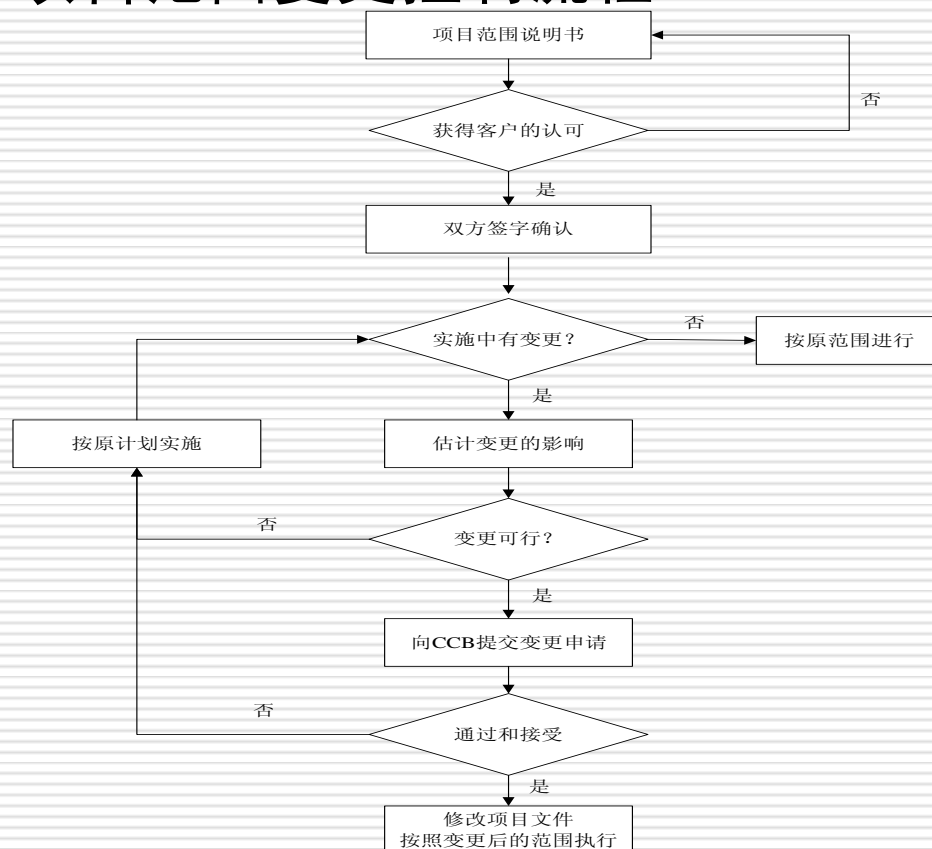 项目范围说明书
否
获得客户的认可
是
双方签字确认
实施中有变更?
否
按原范围进行
是
按原计划实施
估计变更的影响
否
变更可行?
是
向CCB提交变更申请
否
通过和接受
是
修改项目文件
按照变更后的范围执行